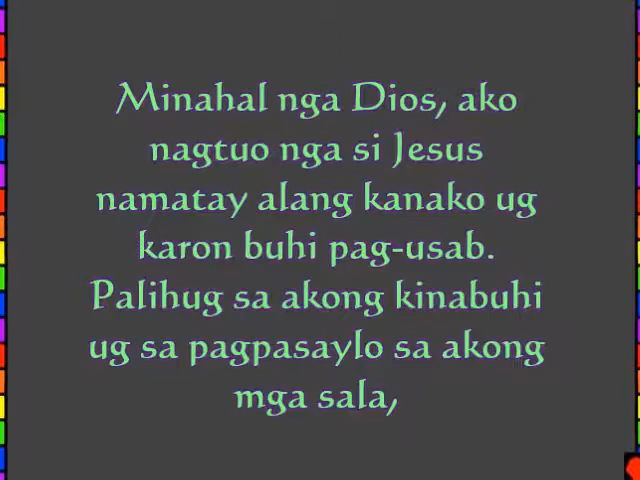 Minahal nga Dios, ako
nagtuo nga si Jesus
namatay alang kanako ug
karon buhi pag-usab.
Palihug sa akong kinabuhi
ug sa pagpasaylo sa akong
mga sala,